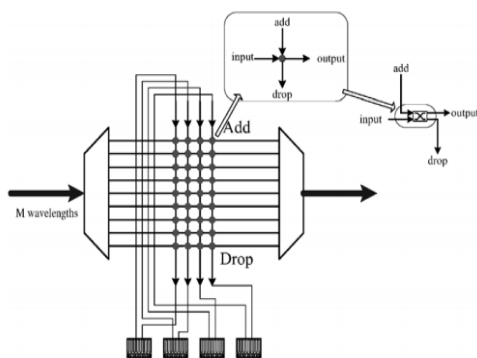 add
input
output
drop
add
input
output
drop
Add
M wavelengths
Drop